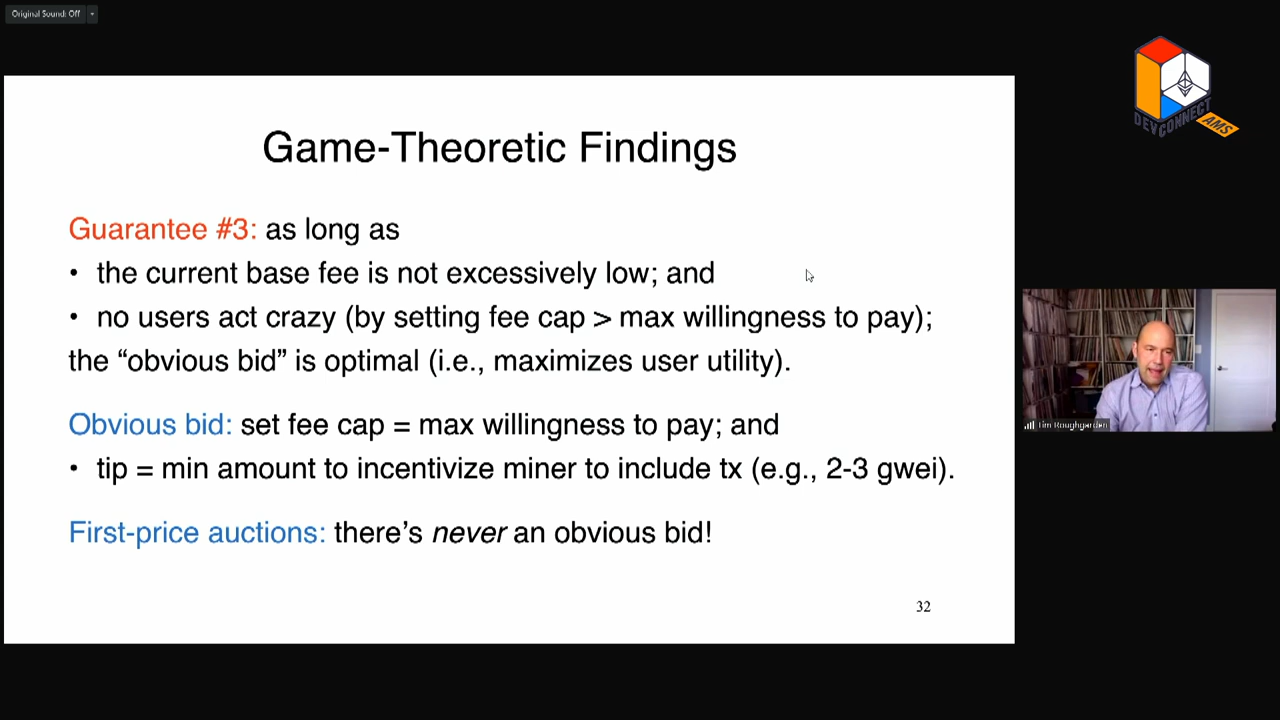 Original Sound: Off
DEVCONNECT
AMS
Game-Theoretic Findings
Guarantee #3: as long as
• the current base fee is not excessively low; and
• no users act crazy (by setting fee cap > max willingness to pay);
the “obvious bid” is optimal (i.e., maximizes user utility).
Obvious bid: set fee cap = max willingness to pay; and
• tip = min amount to incentivize miner to include tx (e.g., 2-3 gwei).
First-price auctions: there’s never an obvious bid!
32
Tim Roughgarden